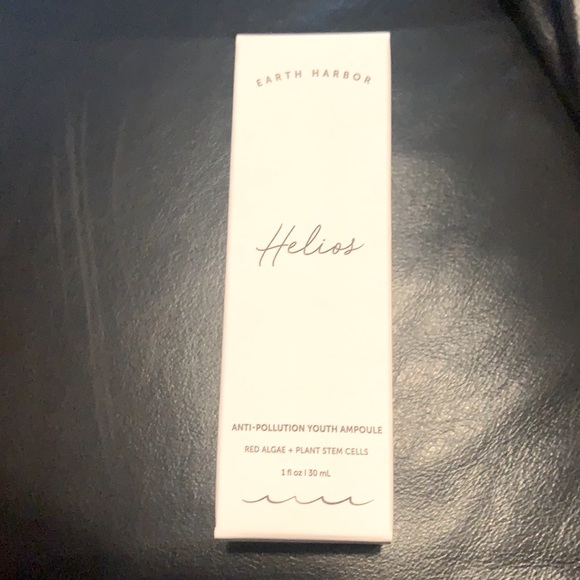 EARTH HARBOR
Helios
ANTI-POLLUTION YOUTH AMPOULE
RED ALGAE + PLANT STEM CELLS
1 fl oz | 30 mL